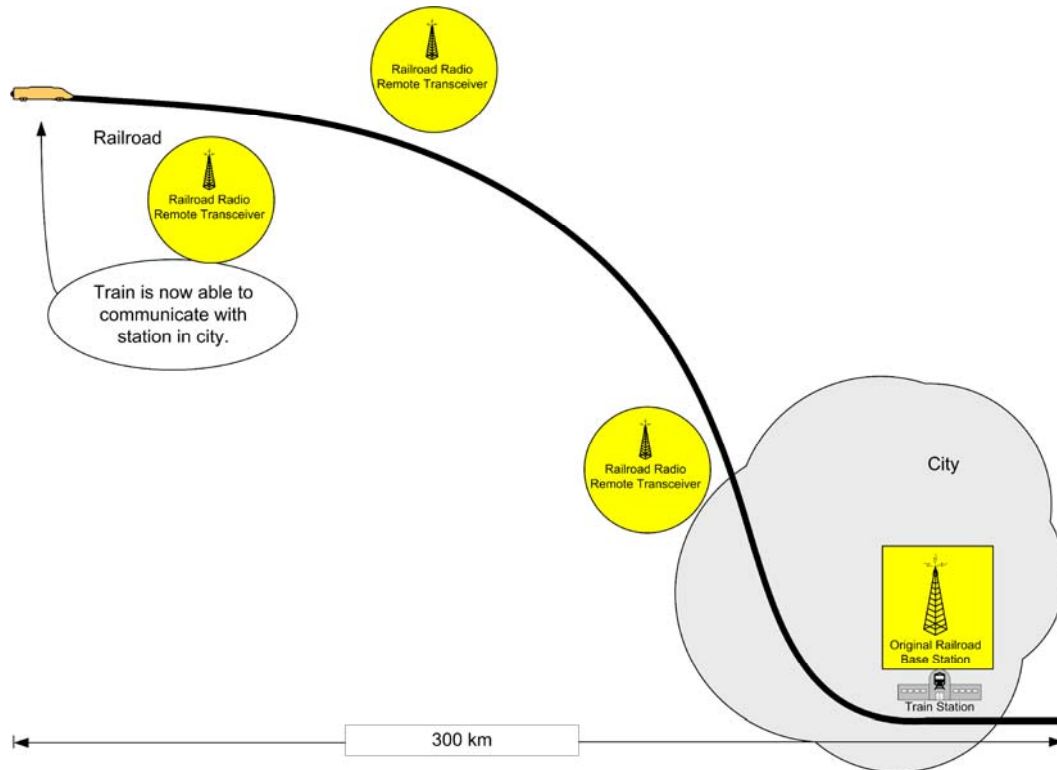 Railroad Radio
Remote Transceiver
Railroad
Railroad Radio
Remote Transceiver
Train is now able to
communicate with
station in city.
Railroad Radio
Remote Transceiver
City
Original Railroad
Base Station
Train Station
300 km